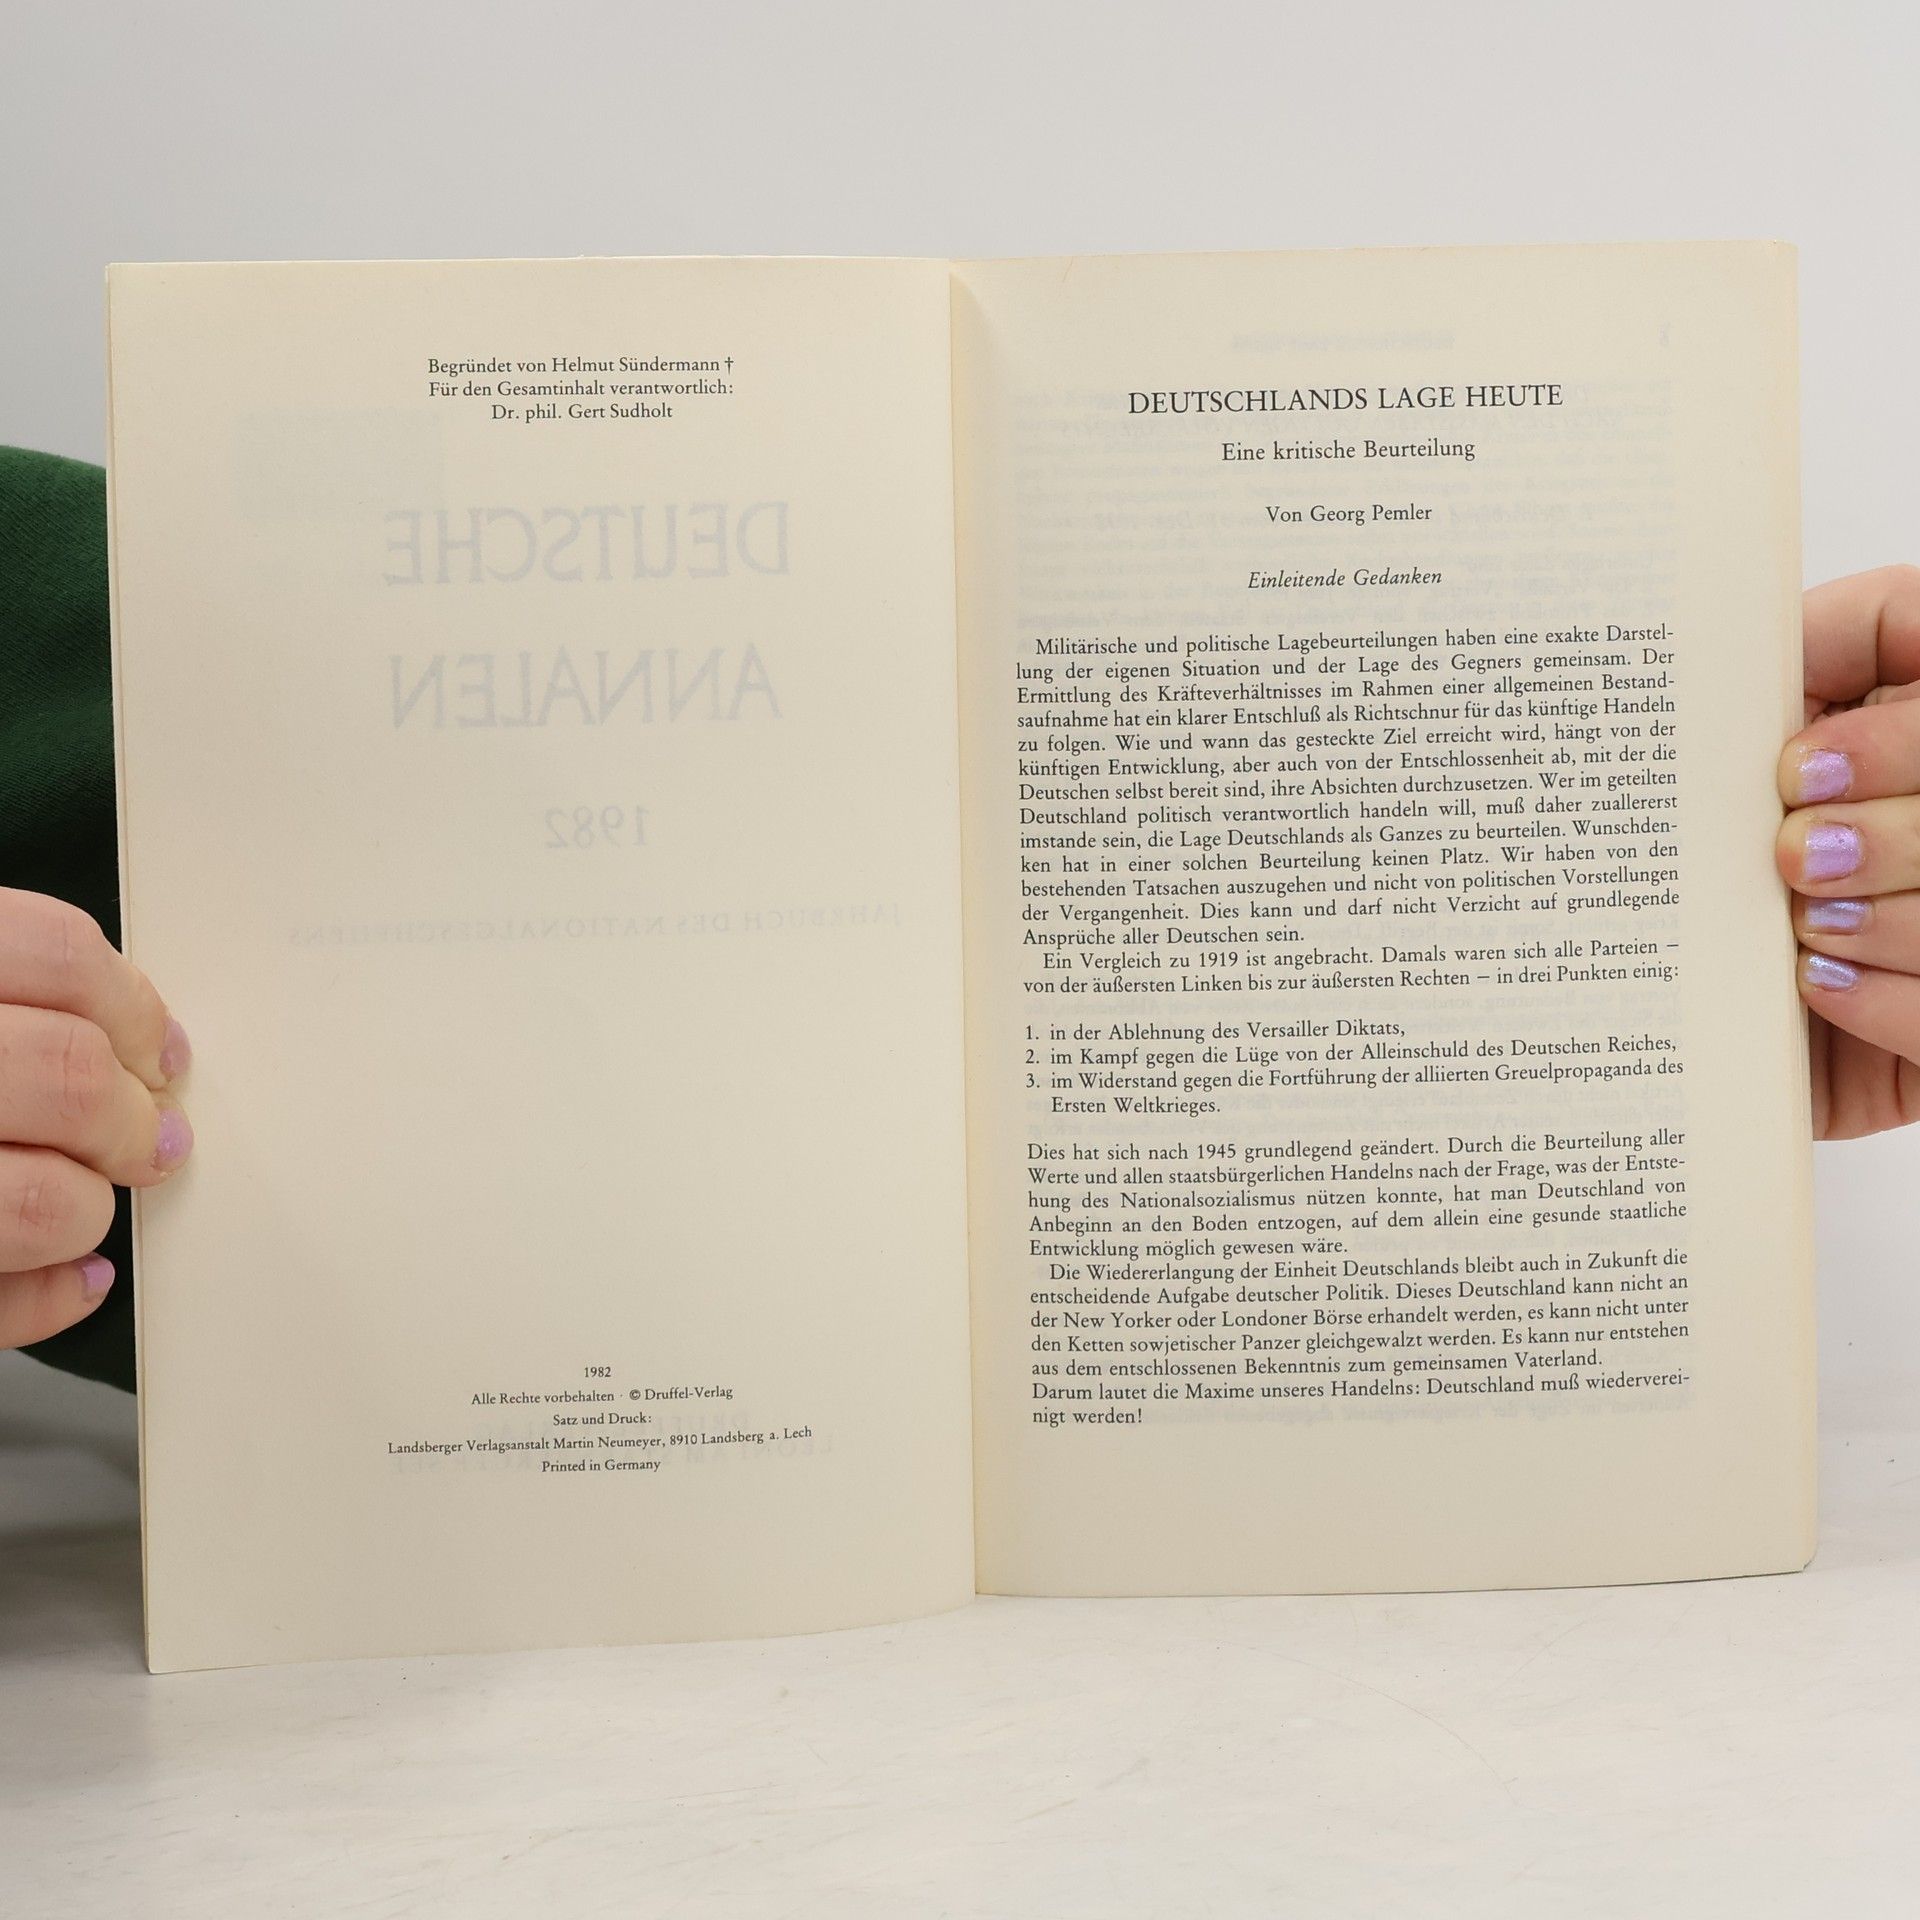 Begründet von Helmut Sündermann †
Für den Gesamtinhalt verantwortlich:
Dr. phil. Gert Sudholt
DEUTSCHE
ANNALEN
1982
JAHRBUCH DES NATIONALGESCHEHENS
1982
Alle Rechte vorbehalten · © Druffel-Verlag
Satz und Druck:
Landsberger Verlagsanstalt Martin Neumeyer, 8910 Landsberg a. Lech
Printed in Germany
DEUTSCHLANDS LAGE HEUTE
Eine kritische Beurteilung
Von Georg Pemler
Einleitende Gedanken
Militärische und politische Lagebeurteilungen haben eine exakte Darstel-
lung der eigenen Situation und der Lage des Gegners gemeinsam. Der
Ermittlung des Kräfteverhältnisses im Rahmen einer allgemeinen Bestand-
saufnahme hat ein klarer Entschluß als Richtschnur für das künftige Handeln
zu folgen. Wie und wann das gesteckte Ziel erreicht wird, hängt von der
künftigen Entwicklung, aber auch von der Entschlossenheit ab, mit der die
Deutschen selbst bereit sind, ihre Absichten durchzusetzen. Wer im geteilten
Deutschland politisch verantwortlich handeln will, muß daher zuallererst
imstande sein, die Lage Deutschlands als Ganzes zu beurteilen. Wunschden-
ken hat in einer solchen Beurteilung keinen Platz. Wir haben von den
bestehenden Tatsachen auszugehen und nicht von politischen Vorstellungen
der Vergangenheit. Dies kann und darf nicht Verzicht auf grundlegende
Ansprüche aller Deutschen sein.
Ein Vergleich zu 1919 ist angebracht. Damals waren sich alle Parteien –
von der äußersten Linken bis zur äußersten Rechten – in drei Punkten einig:
1. in der Ablehnung des Versailler Diktats,
2. im Kampf gegen die Lüge von der Alleinschuld des Deutschen Reiches,
3. im Widerstand gegen die Fortführung der alliierten Greuelpropaganda des
Ersten Weltkrieges.
Dies hat sich nach 1945 grundlegend geändert. Durch die Beurteilung aller
Werte und allen staatsbürgerlichen Handelns nach der Frage, was der Entste-
hung des Nationalsozialismus nützen konnte, hat man Deutschland von
Anbeginn an den Boden entzogen, auf dem allein eine gesunde staatliche
Entwicklung möglich gewesen wäre.
Die Wiedererlangung der Einheit Deutschlands bleibt auch in Zukunft die
entscheidende Aufgabe deutscher Politik. Dieses Deutschland kann nicht an
der New Yorker oder Londoner Börse erhandelt werden, es kann nicht unter
den Ketten sowjetischer Panzer gleichgewalzt werden. Es kann nur entstehen
aus dem entschlossenen Bekenntnis zum gemeinsamen Vaterland.
Darum lautet die Maxime unseres Handelns: Deutschland muß wiederverei-
nigt werden!